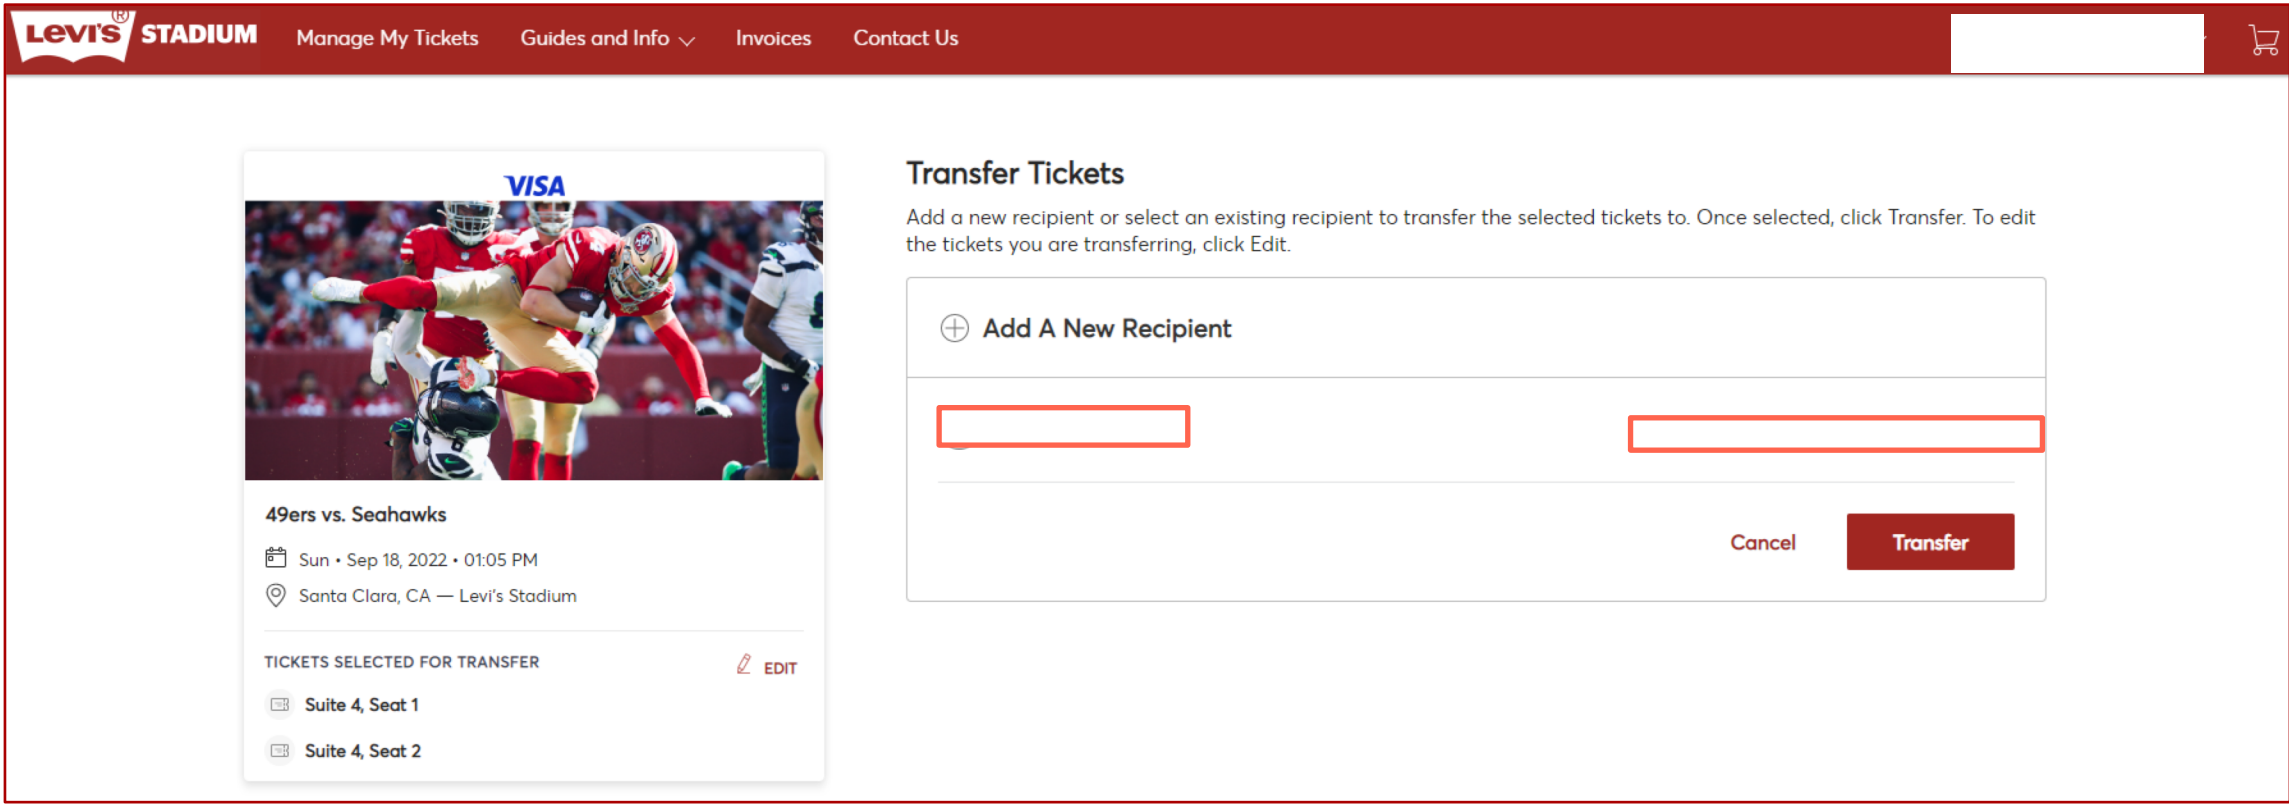 LEVI'S® STADIUM Manage My Tickets Guides and Info Invoices Contact Us
VISA
49ers vs. Seahawks
Sun • Sep 18, 2022 • 01:05 PM
Santa Clara, CA — Levi's Stadium
TICKETS SELECTED FOR TRANSFER EDIT
Suite 4, Seat 1
Suite 4, Seat 2
Transfer Tickets
Add a new recipient or select an existing recipient to transfer the selected tickets to. Once selected, click Transfer. To edit
the tickets you are transferring, click Edit.
Add A New Recipient
Cancel Transfer